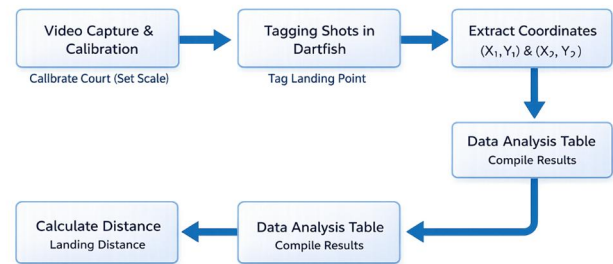 Video Capture &
Calibration
Callbrate Court (Set Scale)
Tagging Shots in
Dartfish
Tag Landing Point
Extract Coordinates
(X₁,Y₁) & (X₂, Y₂)
Data Analysis Table
Compile Results
Data Analysis Table
Compile Results
Calculate Distance
Landing Distance